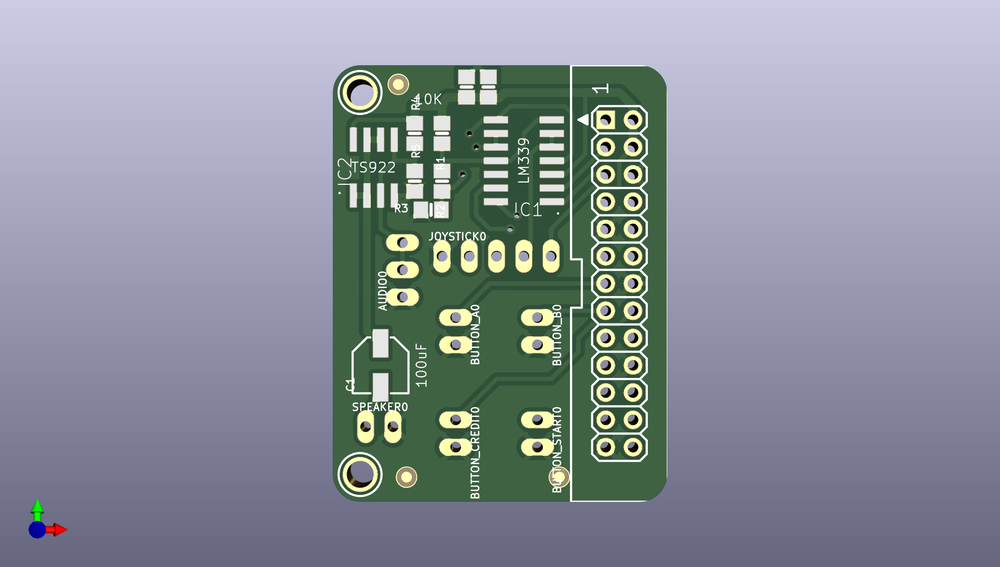 1
10K
R4
IC2
TS922
R5
R1
LM339
R3
R2
IC1
JOYSTICK0
AUDIO0
BUTTON_A0
BUTTON_B0
100uF
C1
SPEAKER0
BUTTON_CREDIT0
BUTTON_START0